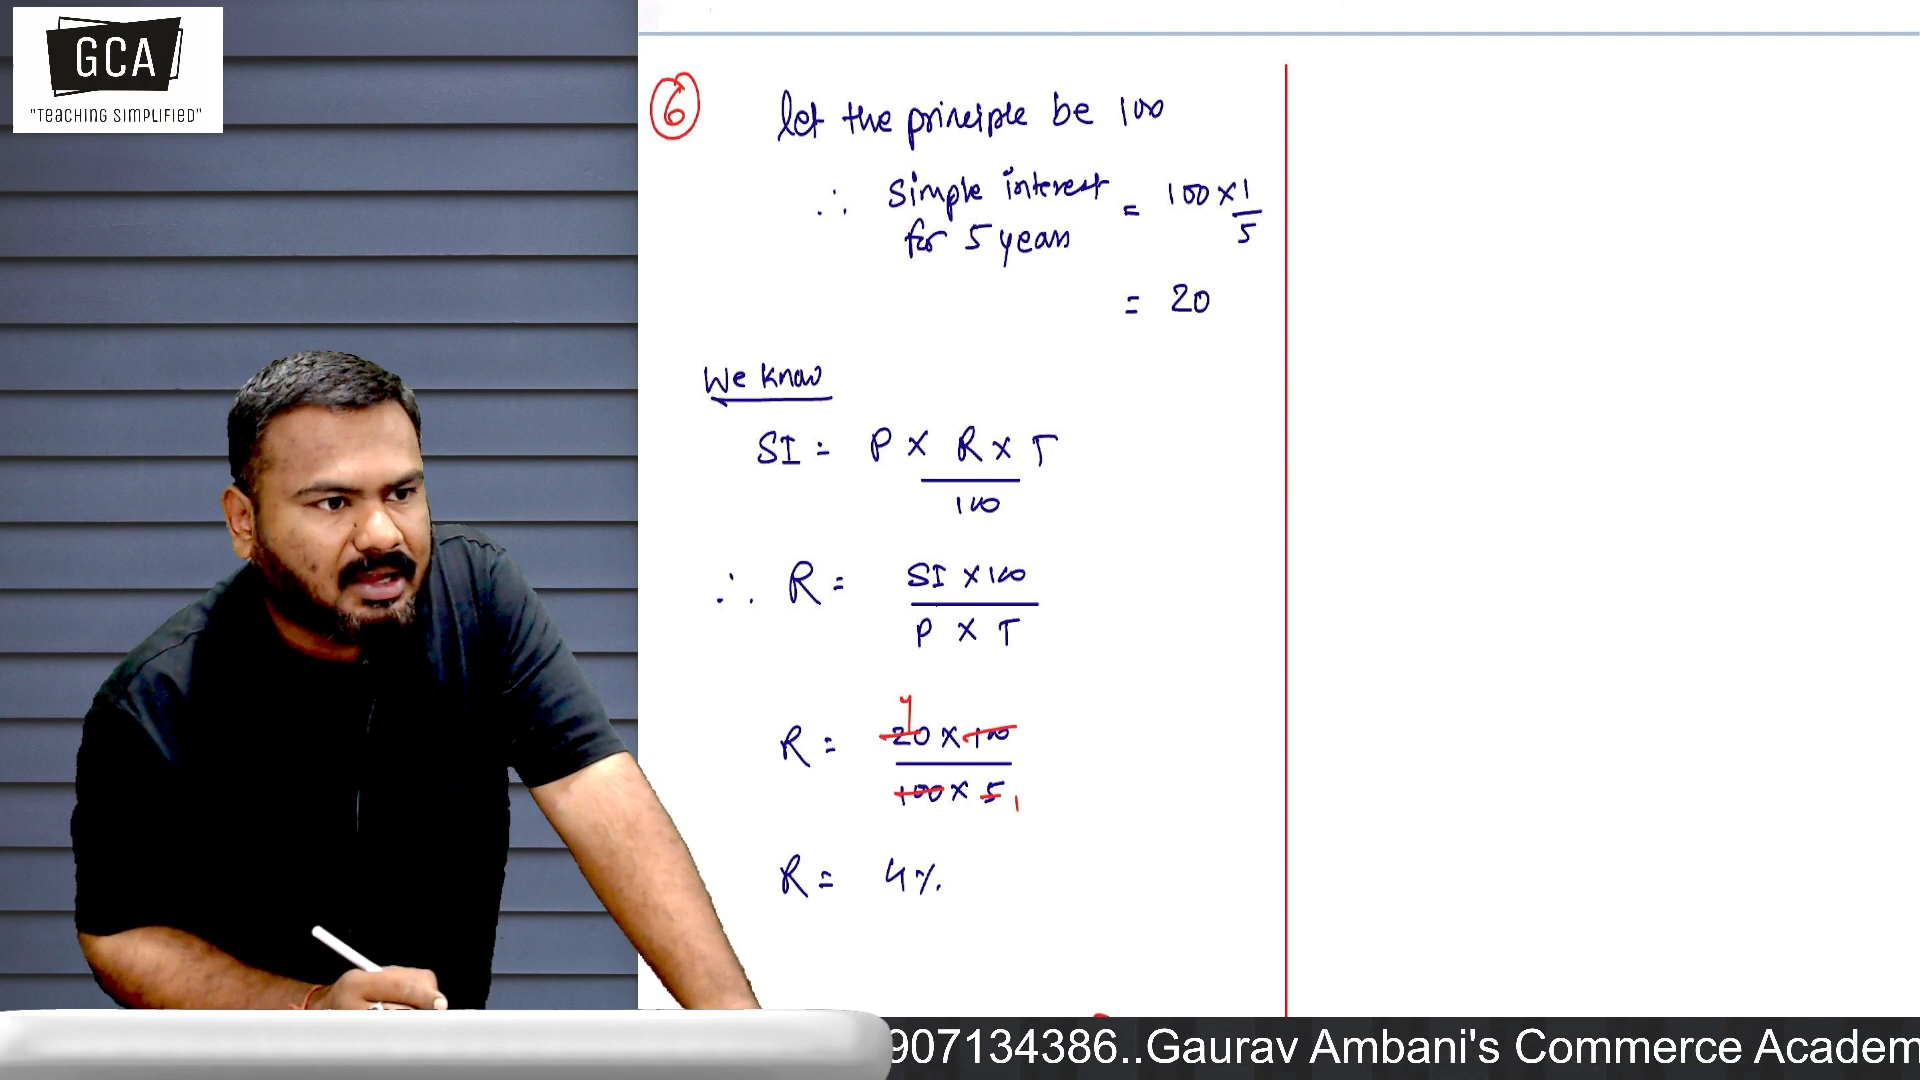 GCA
"Teaching Simplified"
6
let the principle be 100
∴ Simple interest for 5 years = 100 × 1/5
= 20
We know
SI = P × R × T / 100
∴ R = SI × 100 / P × T
4
R = 20 × 100 / 100 × 5 1
R = 4%
907134386..Gaurav Ambani's Commerce Academ